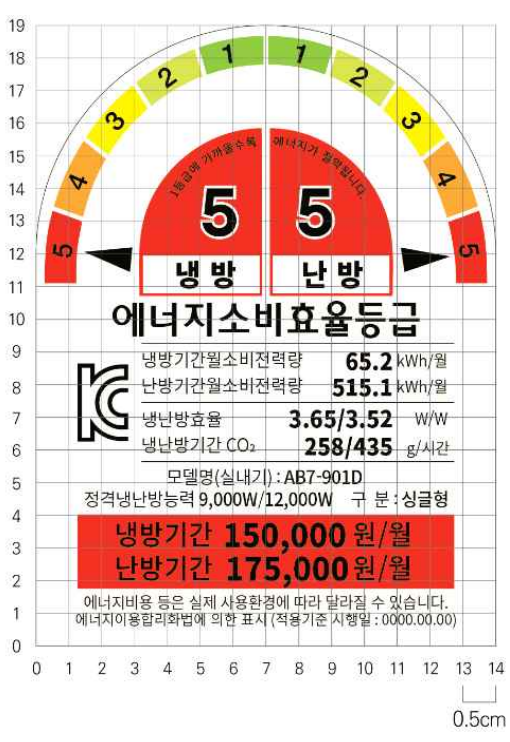 19
18
17
16
15
14
13
12
11
10
9
8
7
6
5
4
3
2
1
0
5 4 3 2 1 1 2 3 4 5
1등급에 가까울수록 에너지가 절약됩니다.
5 5
냉방 난방
에너지소비효율등급
냉방기간월소비전력량 65.2 kWh/월
난방기간월소비전력량 515.1 kWh/월
냉난방효율 3.65/3.52 W/W
냉난방기간 CO₂ 258/435 g/시간
모델명(실내기) : AB7-901D
정격냉난방능력 9,000W/12,000W 구 분 : 싱글형
냉방기간 150,000 원/월
난방기간 175,000 원/월
에너지비용 등은 실제 사용환경에 따라 달라질 수 있습니다.
에너지이용합리화법에 의한 표시 (적용기준 시행일 : 0000.00.00)
0 1 2 3 4 5 6 7 8 9 10 11 12 13 14
0.5cm